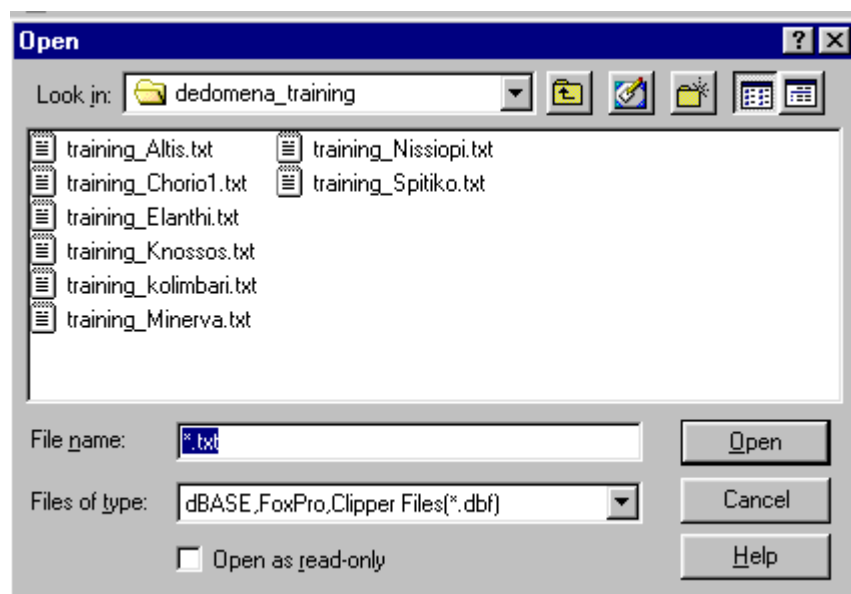 Open
Look in: dedomena_training
training_Altis.txt training_Nissiopi.txt
training_Chorio1.txt training_Spitiko.txt
training_Elanthi.txt
training_Knossos.txt
training_kolimbari.txt
training_Minerva.txt
File name: *.txt Open
Files of type: dBASE,FoxPro,Clipper Files(*.dbf) Cancel
Open as read-only Help